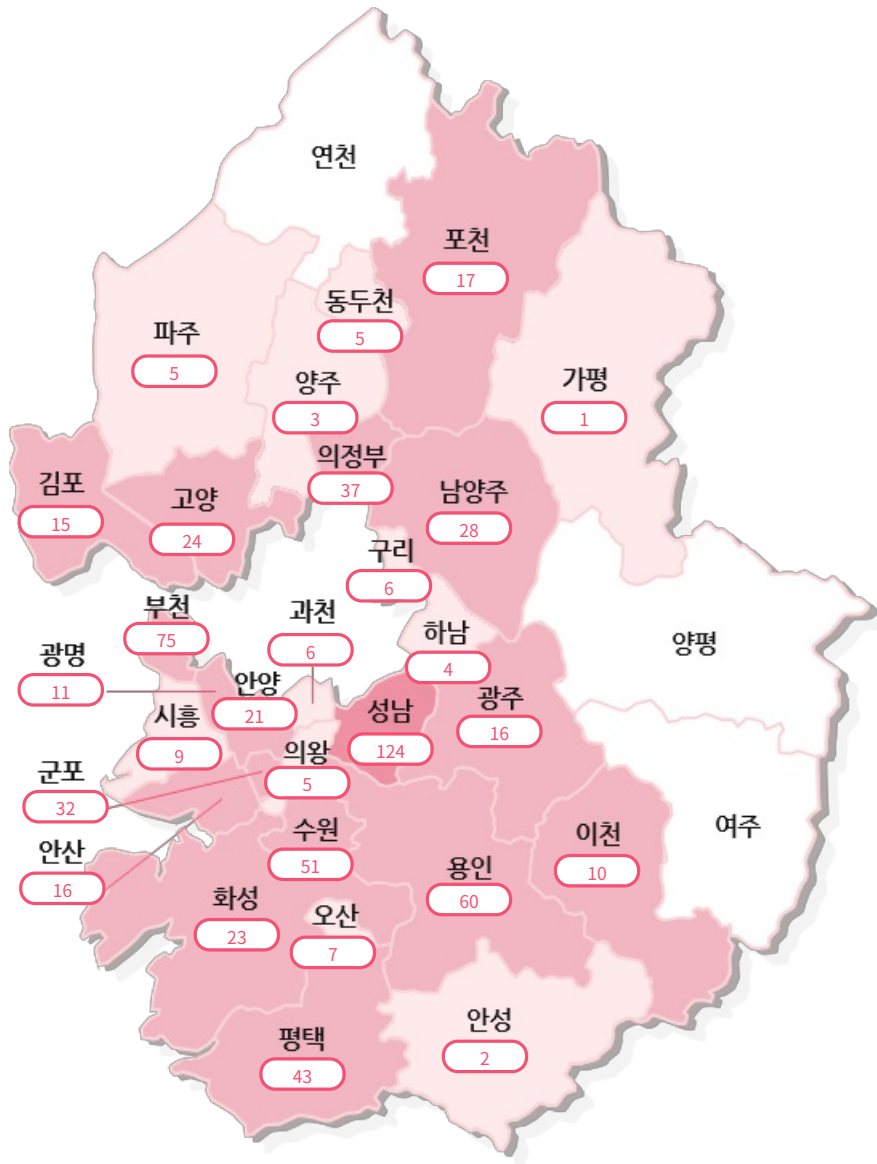 연천
포천
17
동두천
5
파주
5
양주
3
가평
1
의정부
37
김포
15
고양
24
남양주
28
구리
6
부천
75
과천
6
하남
4
양평
광명
11
안양
21
시흥
9
성남
124
광주
16
의왕
5
군포
32
수원
51
이천
10
여주
안산
16
용인
60
화성
23
오산
7
안성
2
평택
43